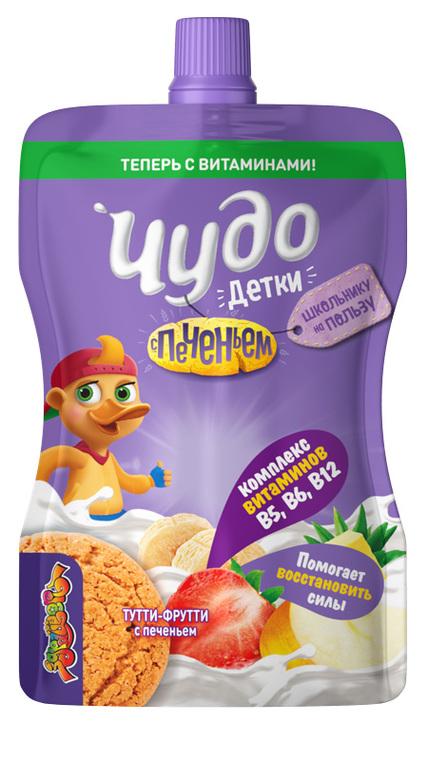 ТЕПЕРЬ С ВИТАМИНАМИ!
Чудо
Детки
ШКОЛЬНИКУ
на ПОЛЬЗУ
с ПЕЧЕНЬЕМ
КОМПЛЕКС
ВИТАМИНОВ
B5, B6, B12
Помогает
восстановить
силы
ТУТТИ-ФРУТТИ
с печеньем